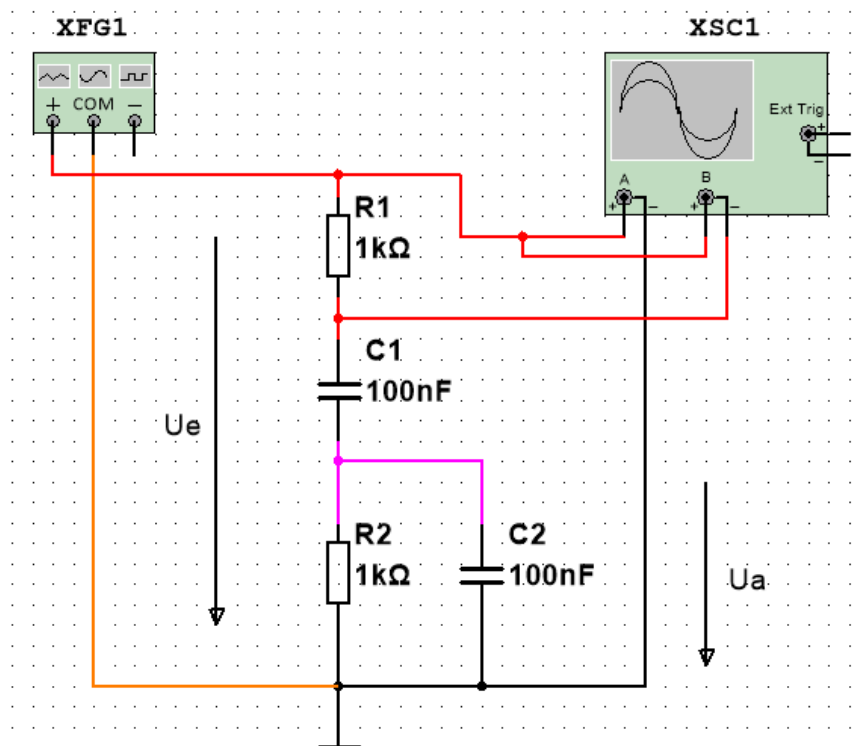 XFG1
XSC1
+ COM −
Ext Trig
+
−
A
B
+ −
+ −
R1
1kΩ
C1
100nF
Ue
R2
1kΩ
C2
100nF
Ua